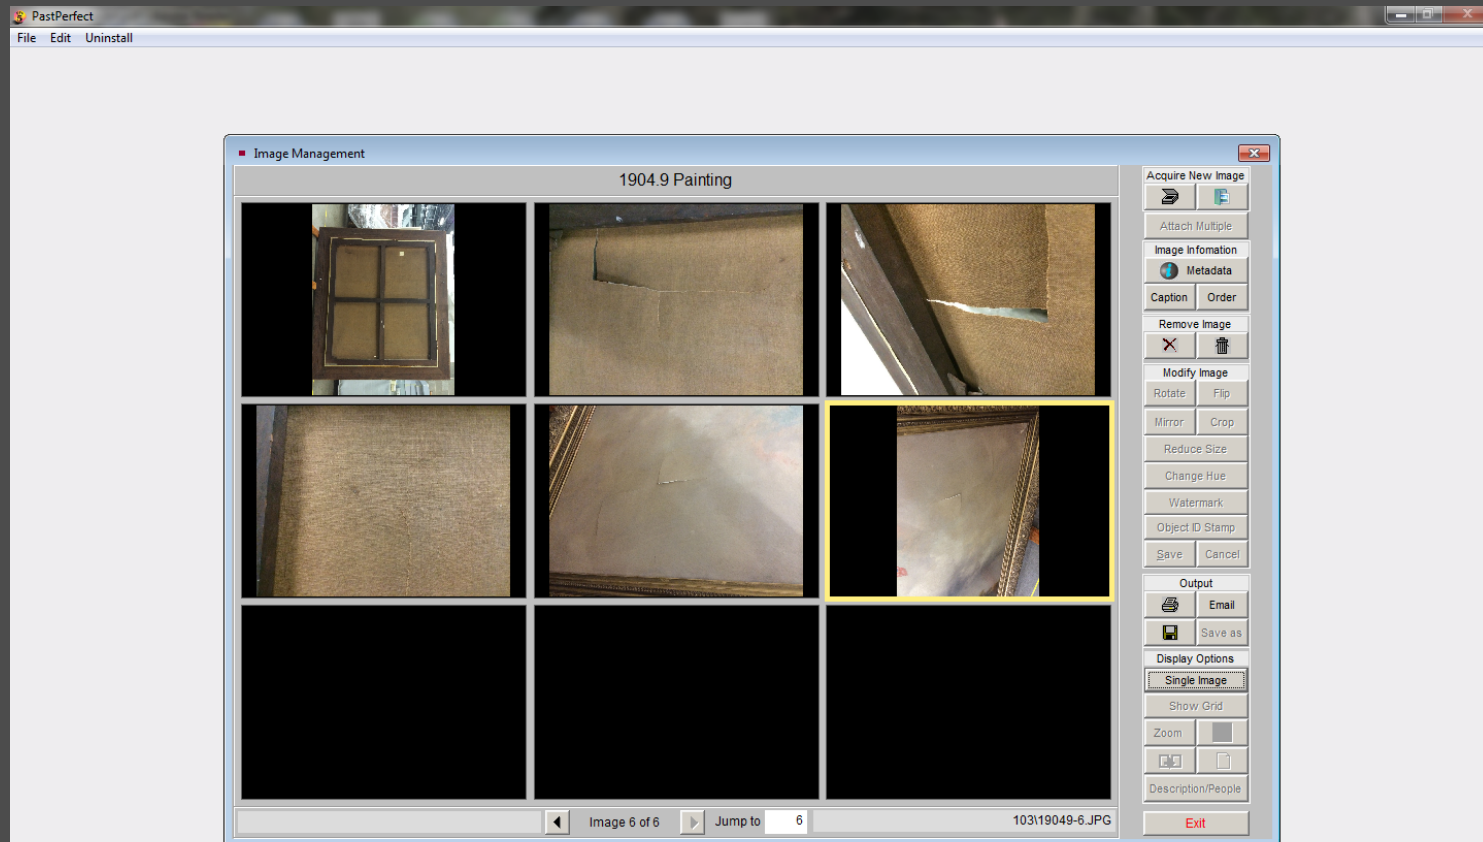 PastPerfect
File Edit Uninstall
Image Management
1904.9 Painting
Acquire New Image
Attach Multiple
Image Infomation
Metadata
Caption Order
Remove Image
Modify Image
Rotate Flip
Mirror Crop
Reduce Size
Change Hue
Watermark
Object ID Stamp
Save Cancel
Output
Email
Save as
Display Options
Single Image
Show Grid
Zoom
Description/People
Image 6 of 6 Jump to 6 103\19049-6.JPG
Exit